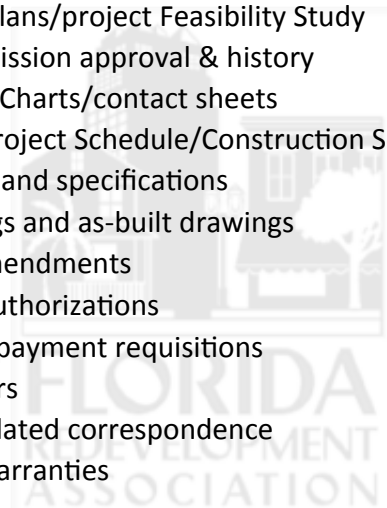 lans/project Feasibility Study
ission approval & history
Charts/contact sheets
roject Schedule/Construction S
and specifications
gs and as-built drawings
nendments
uthorizations
payment requisitions
rs
lated correspondence
arranties
FLORIDA
REDEVELOPMENT
ASSOCIATION